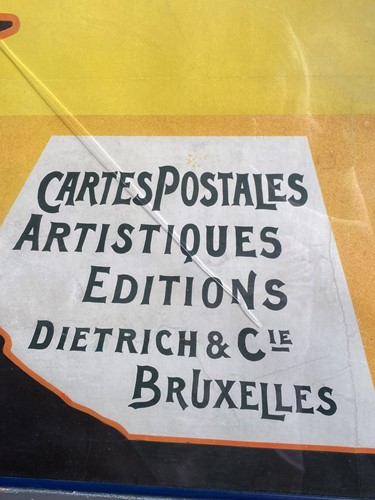 CARTES POSTALES
ARTISTIQUES
EDITIONS
DIETRICH & CIE
BRUXELLES